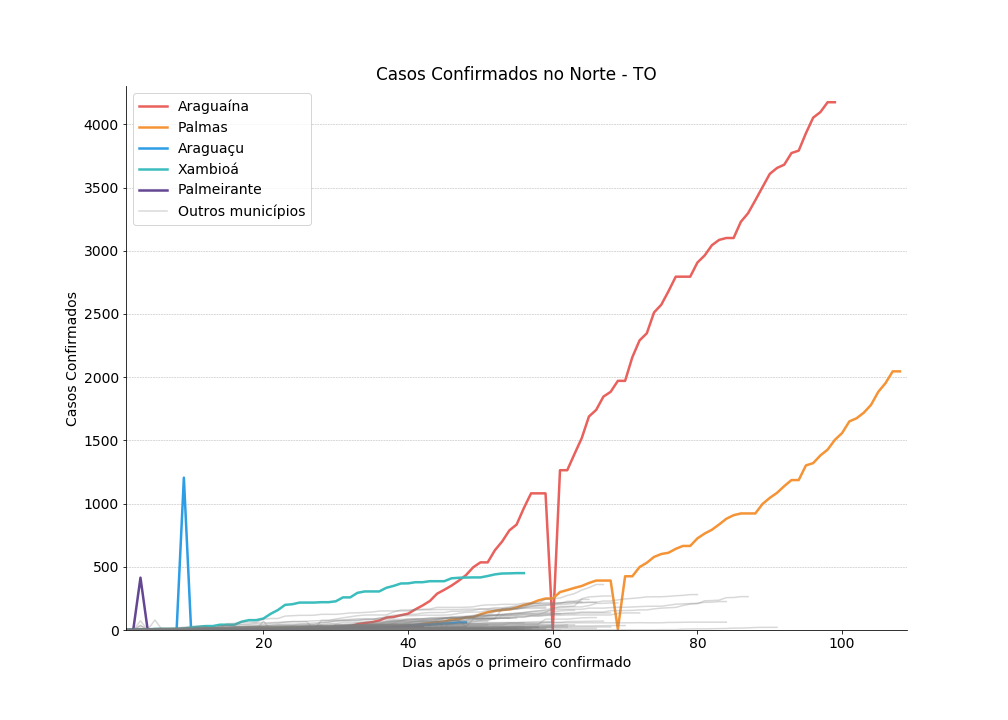 Casos Confirmados no Norte - TO
Araguaína
Palmas
Araguaçu
Xambioá
Palmeirante
Outros municípios
Casos Confirmados
4000
3500
3000
2500
2000
1500
1000
500
0
20
40
60
80
100
Dias após o primeiro confirmado